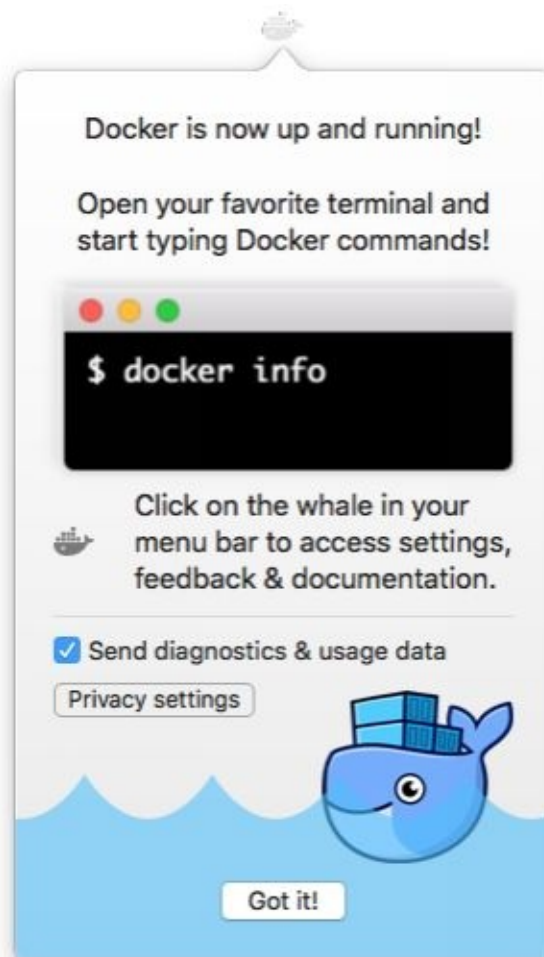 Docker is now up and running!
Open your favorite terminal and
start typing Docker commands!
$ docker info
Click on the whale in your
menu bar to access settings,
feedback & documentation.
Send diagnostics & usage data
Privacy settings
Got it!